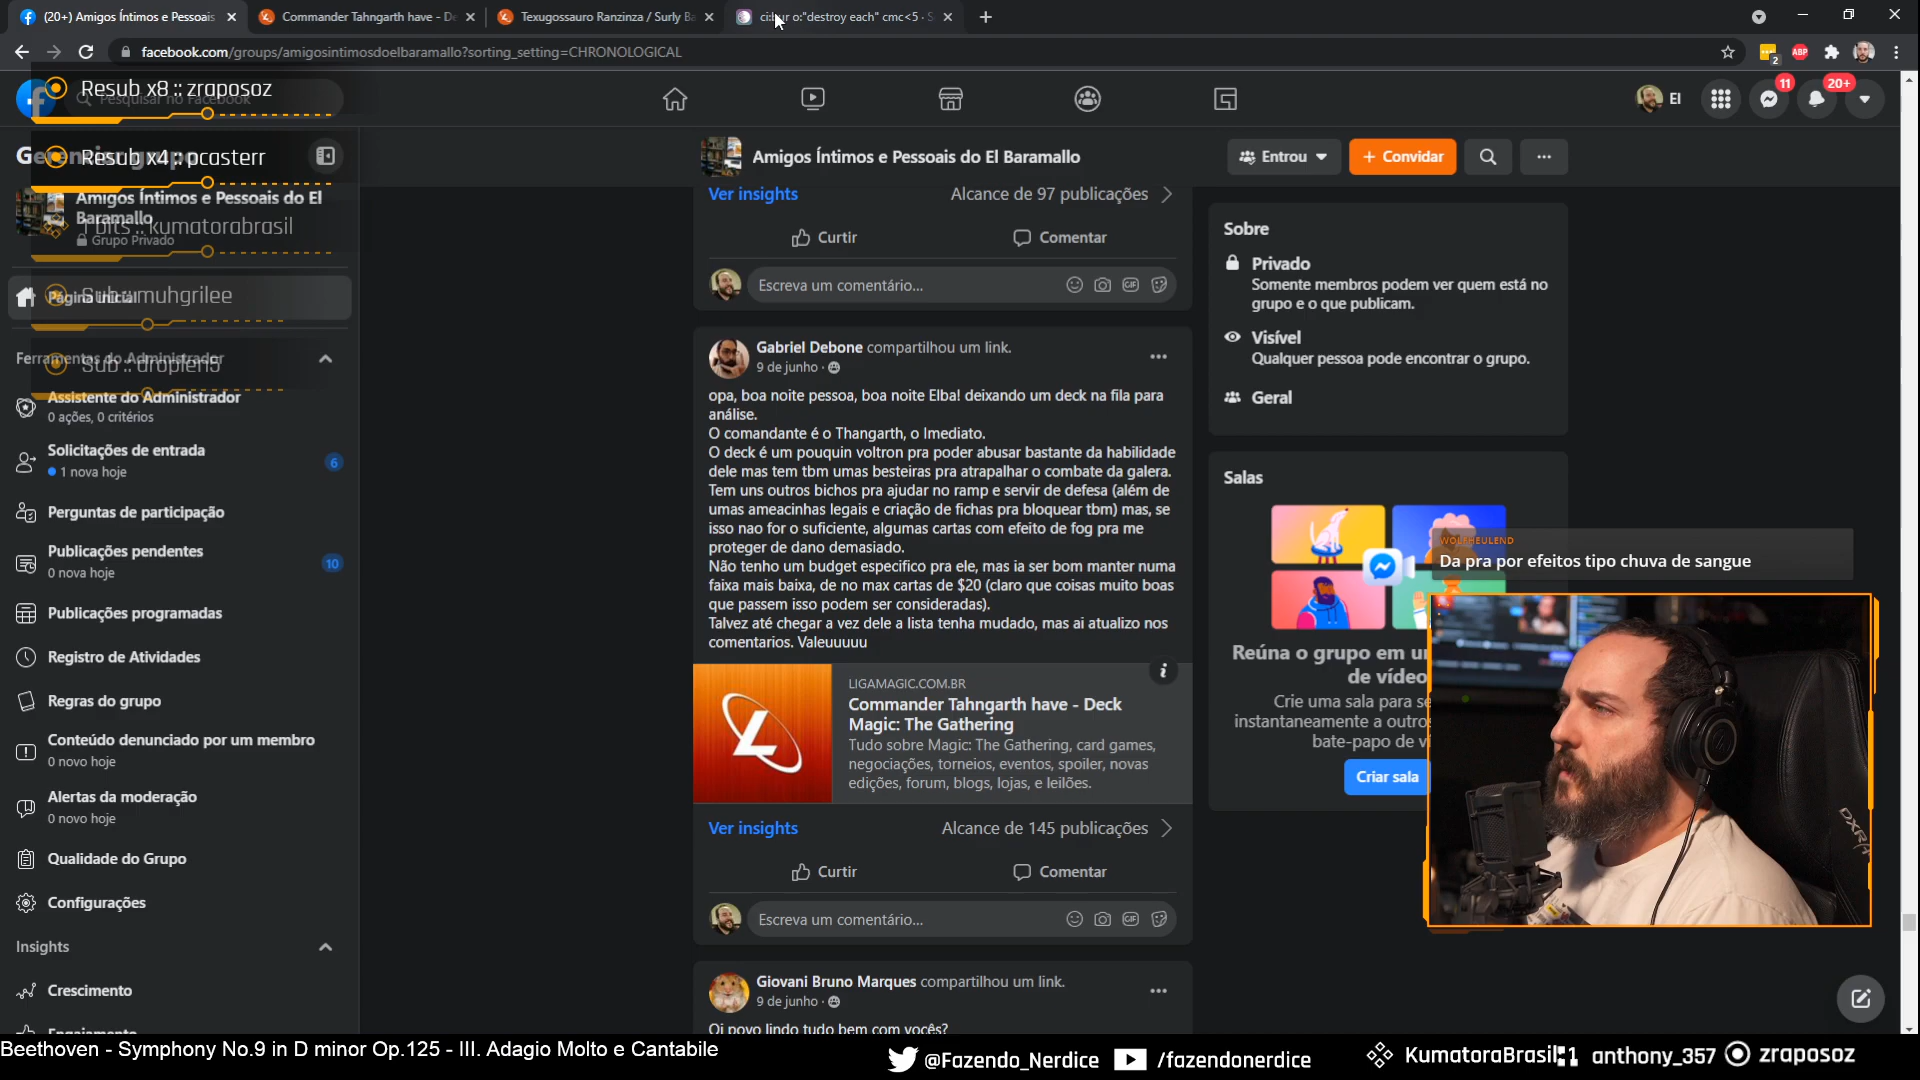 (20+) Amigos Íntimos e Pessoais
Commander Tahngarth have - De
Texugossauro Ranzinza / Surly Ba
ci:bur o:"destroy each" cmc<5 · S
facebook.com/groups/amigosintimosdoelbaramallo?sorting_setting=CHRONOLOGICAL
2
ABP
Resub x8 :: zraposoz
Pesquisar no Facebook
El
11
20+
Resub x4 :: pcasterr
Amigos Íntimos e Pessoais do El Baramallo
Entrou
+ Convidar
Amigos Íntimos e Pessoais do El
Baramallo
1 bits :: kumatorabrasil
Grupo Privado
Página inicial
Sub :: muhgrilee
Ferramentas do Administrador
Assistente do Administrador
0 ações, 0 critérios
Solicitações de entrada
1 nova hoje
6
Perguntas de participação
Publicações pendentes
0 nova hoje
10
Publicações programadas
Registro de Atividades
Regras do grupo
Conteúdo denunciado por um membro
0 novo hoje
Alertas da moderação
0 novo hoje
Qualidade do Grupo
Configurações
Insights
Crescimento
Engajamento
Ver insights
Alcance de 97 publicações
Curtir
Comentar
Escreva um comentário...
GIF
Gabriel Debone compartilhou um link.
9 de junho ·
opa, boa noite pessoa, boa noite Elba! deixando um deck na fila para
análise.
O comandante é o Thangarth, o Imediato.
O deck é um pouquin voltron pra poder abusar bastante da habilidade
dele mas tem tbm umas besteiras pra atrapalhar o combate da galera.
Tem uns outros bichos pra ajudar no ramp e servir de defesa (além de
umas ameacinhas legais e criação de fichas pra bloquear tbm) mas, se
isso nao for o suficiente, algumas cartas com efeito de fog pra me
proteger de dano demasiado.
Não tenho um budget especifico pra ele, mas ia ser bom manter numa
faixa mais baixa, de no max cartas de $20 (claro que coisas muito boas
que passem isso podem ser consideradas).
Talvez até chegar a vez dele a lista tenha mudado, mas ai atualizo nos
comentarios. Valeuuuuu
LIGAMAGIC.COM.BR
Commander Tahngarth have - Deck
Magic: The Gathering
Tudo sobre Magic: The Gathering, card games,
negociações, torneios, eventos, spoiler, novas
edições, forum, blogs, lojas, e leilões.
Ver insights
Alcance de 145 publicações
Curtir
Comentar
Escreva um comentário...
GIF
Giovani Bruno Marques compartilhou um link.
9 de junho ·
Oi povo lindo tudo bem com vocês?
Sobre
Privado
Somente membros podem ver quem está no
grupo e o que publicam.
Visível
Qualquer pessoa pode encontrar o grupo.
Geral
Salas
WOLFHEULEND
Da pra por efeitos tipo chuva de sangue
Reúna o grupo em
de vídeo
Crie uma sala para
instantaneamente a
bate-papo de
Criar sala
DXRA
Beethoven - Symphony No.9 in D minor Op.125 - III. Adagio Molto e Cantabile
@Fazendo_Nerdice
/fazendonerdice
KumatoraBrasil
1
anthony_357
zraposoz